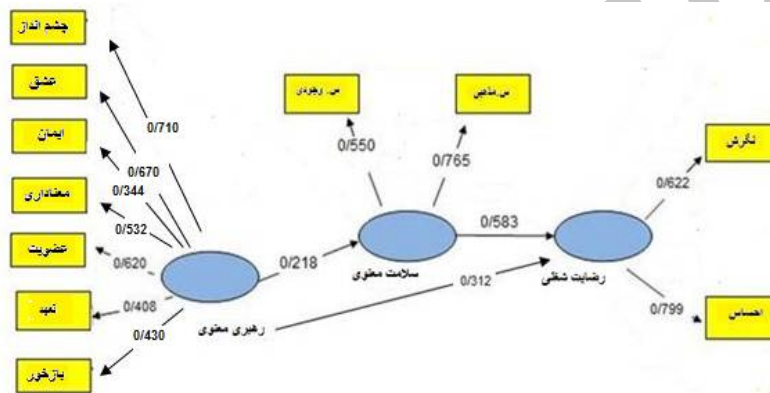 چشم انداز
عشق
ایمان
معناداری
عضویت
تعهد
بازخور
0/710
0/670
0/344
0/532
0/620
0/408
0/430
رهبری معنوی
0/218
س. وجودی
س.مذهبی
0/550
0/765
سلامت معنوی
0/583
0/312
رضایت شغلی
0/622
0/799
نگرش
احساس